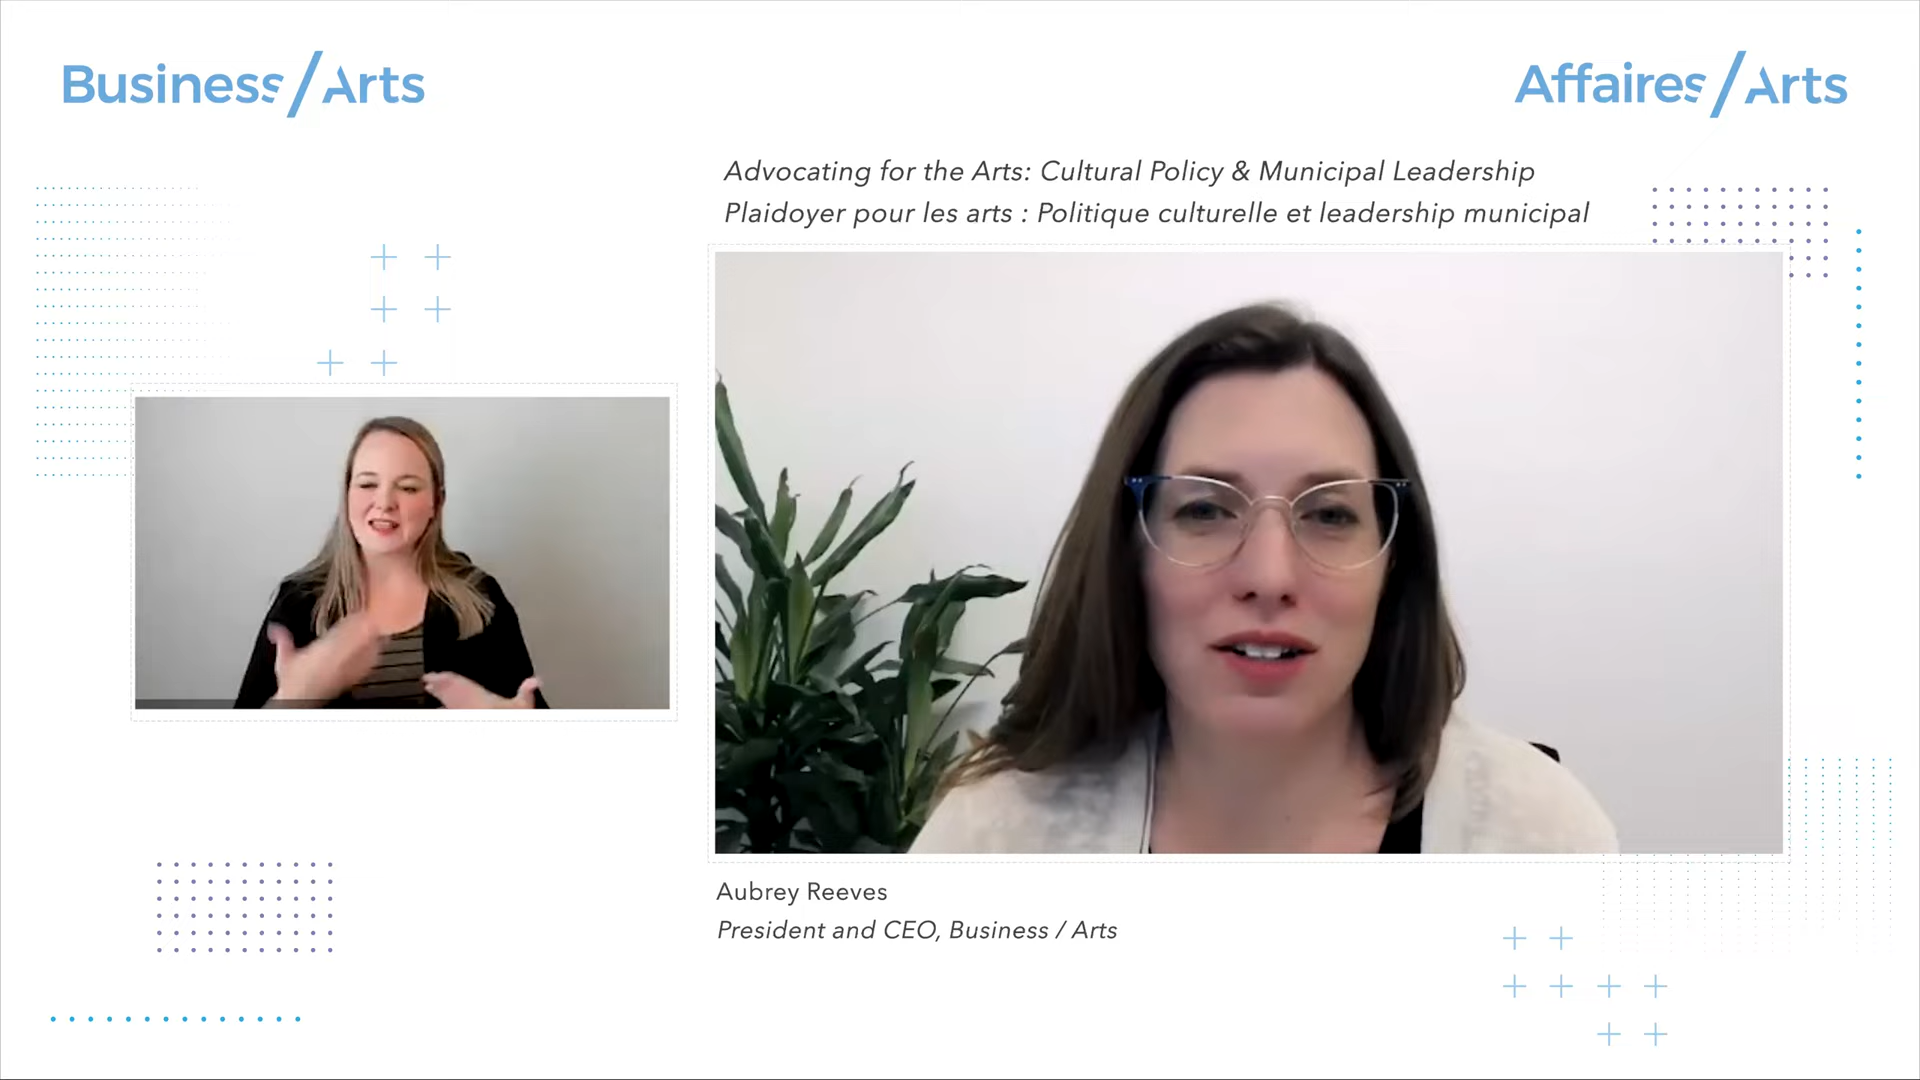 Business/Arts
Affaires/Arts
Advocating for the Arts: Cultural Policy & Municipal Leadership
Plaidoyer pour les arts : Politique culturelle et leadership municipal
Aubrey Reeves
President and CEO, Business / Arts